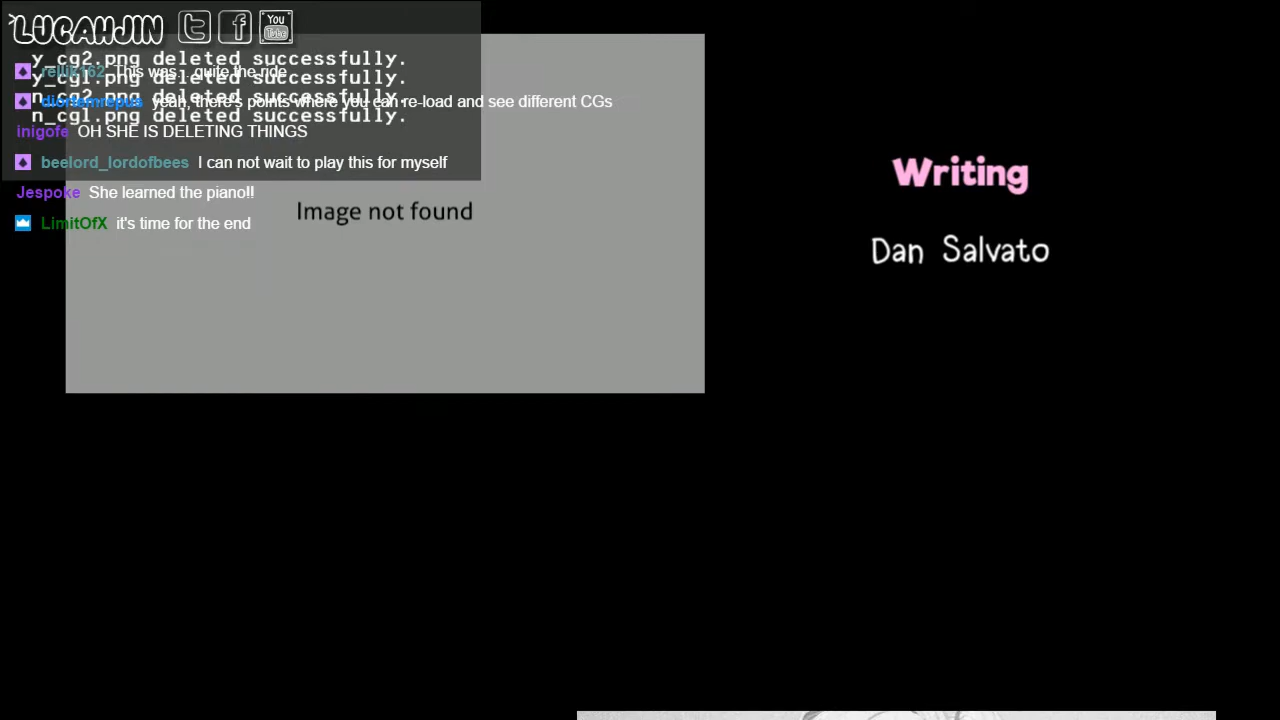 LUCAHJIN You Tube
y_cg2.png deleted successfully.
rellik162 This was... quite the ride
y_cg1.png deleted successfully.
n_cg2.png deleted successfully.
yeah, there's points where you can re-load and see different CGs
n_cg1.png deleted successfully.
inigofe OH SHE IS DELETING THINGS
beelord_lordofbees I can not wait to play this for myself
Jespoke She learned the piano!!
LimitOfX it's time for the end
Image not found
Writing
Dan Salvato